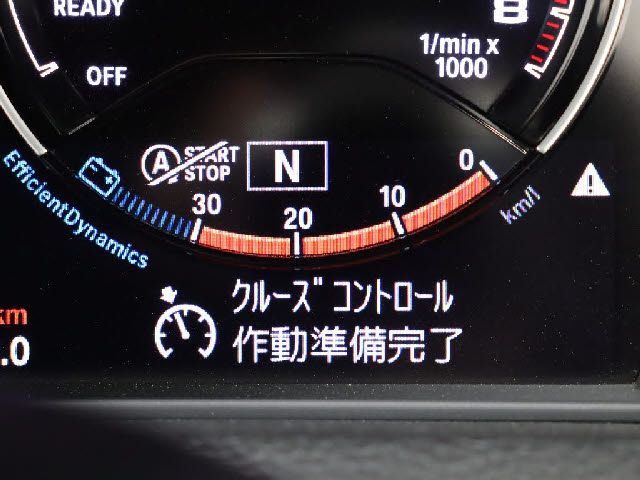 READY
OFF
1/min x
1000
A START
STOP
N
EfficientDynamics
30
20
10
0
km/l
km
.0
ｸﾙｰｽﾞ ｺﾝﾄﾛｰﾙ
作動準備完了